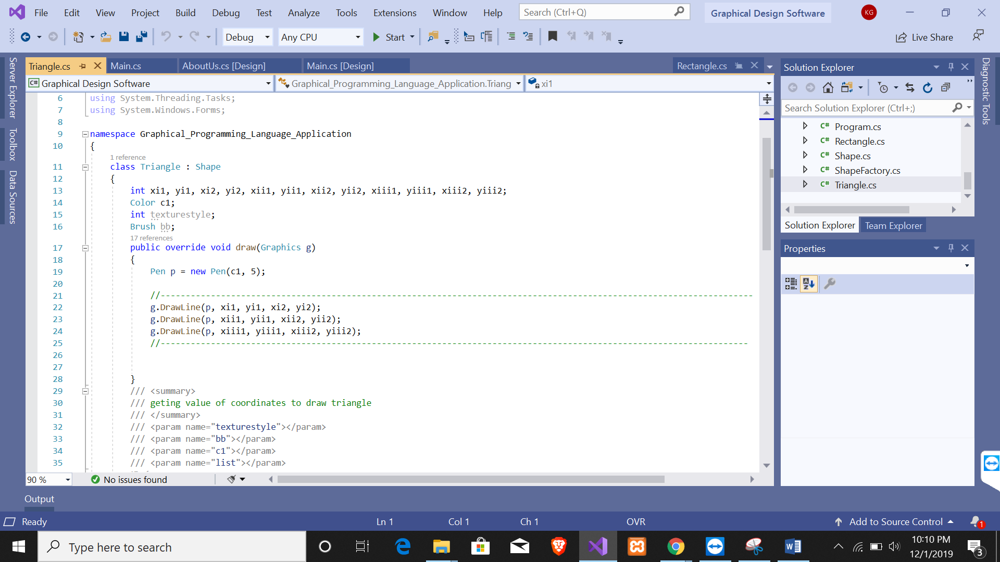 File Edit View Project Build Debug Test Analyze Tools Extensions Window Help Search (Ctrl+Q) Graphical Design Software KG
Debug Any CPU Start Live Share
Triangle.cs Main.cs AboutUs.cs [Design] Main.cs [Design] Rectangle.cs
C# Graphical Design Software Graphical_Programming_Language_Application.Triang xi1
Server Explorer
Toolbox
Data Sources
6 using System.Threading.Tasks;
7 using System.Windows.Forms;
8
9 namespace Graphical_Programming_Language_Application
10 {
1 reference
11 class Triangle : Shape
12 {
13 int xi1, yi1, xi2, yi2, xii1, yii1, xii2, yii2, xiii1, yiii1, xiii2, yiii2;
14 Color c1;
15 int texturestyle;
16 Brush bb;
17 references
17 public override void draw(Graphics g)
18 {
19 Pen p = new Pen(c1, 5);
20
21 //----------------------------------------------------------------------------------------------------------------------
22 g.DrawLine(p, xi1, yi1, xi2, yi2);
23 g.DrawLine(p, xii1, yii1, xii2, yii2);
24 g.DrawLine(p, xiii1, yiii1, xiii2, yiii2);
25 //---------------------------------------------------------------------------------------------------------------------
26
27
28 }
29 /// <summary>
30 /// geting value of coordinates to draw triangle
31 /// </summary>
32 /// <param name="texturestyle"></param>
33 /// <param name="bb"></param>
34 /// <param name="c1"></param>
35 /// <param name="list"></param>
90 % No issues found
Solution Explorer
Search Solution Explorer (Ctrl+;)
C# Program.cs
C# Rectangle.cs
C# Shape.cs
C# ShapeFactory.cs
C# Triangle.cs
Solution Explorer Team Explorer
Properties
Diagnostic Tools
Output
Ready Ln 1 Col 1 Ch 1 OVR Add to Source Control 1
Type here to search
10:10 PM
12/1/2019
3